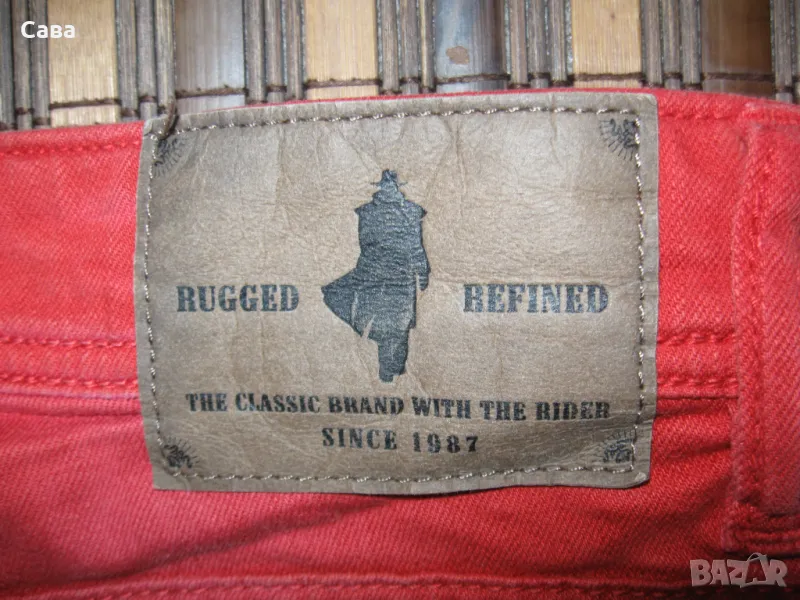 Сава
RUGGED REFINED
THE CLASSIC BRAND WITH THE RIDER
SINCE 1987
BAZAR